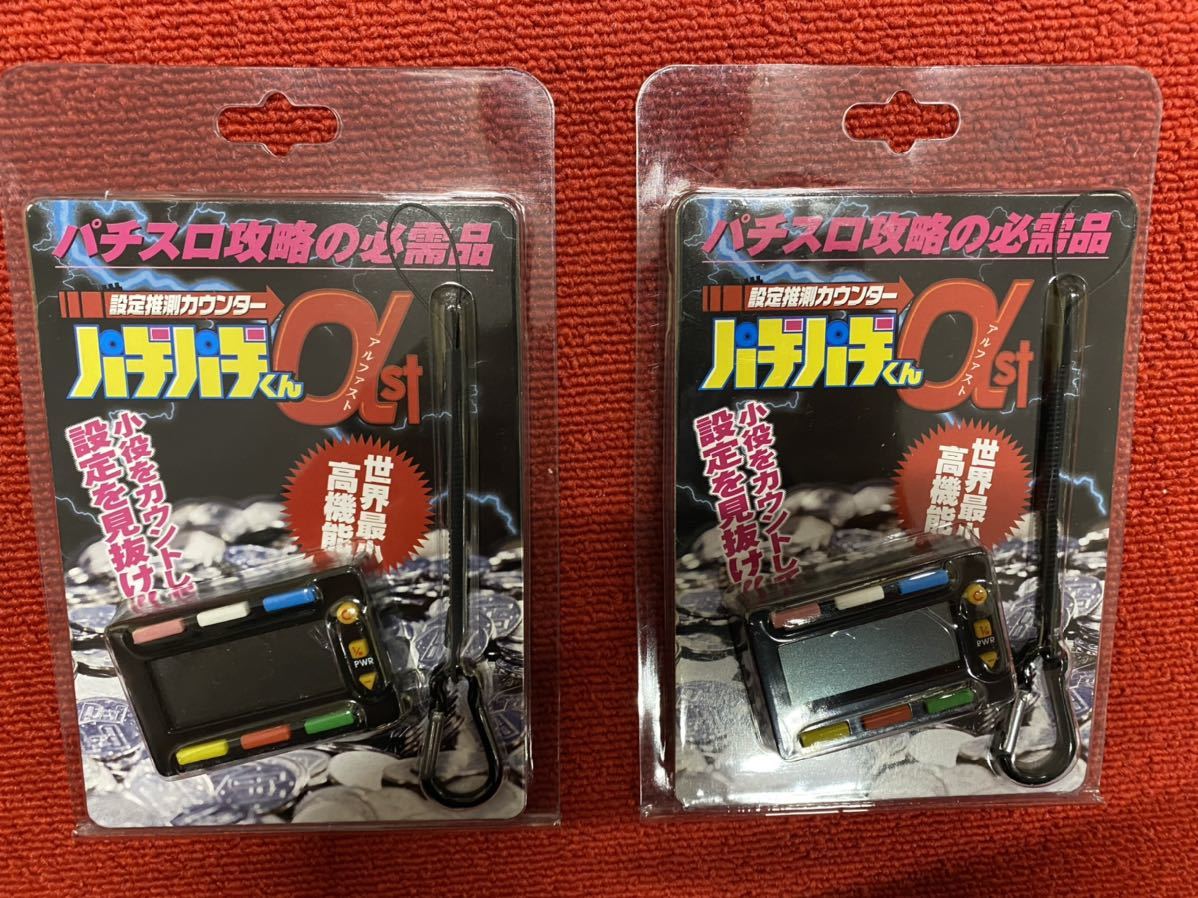 パチスロ攻略の必需品
設定推測カウンター
パチパチくん
αst
アルファスト
小役をカウントして
設定を見抜け!!
世界最小
高機能
C
PWR
パチスロ攻略の必需品
設定推測カウンター
パチパチくん
αst
アルファスト
小役をカウントして
設定を見抜け!!
世界最小
高機能
C
PWR